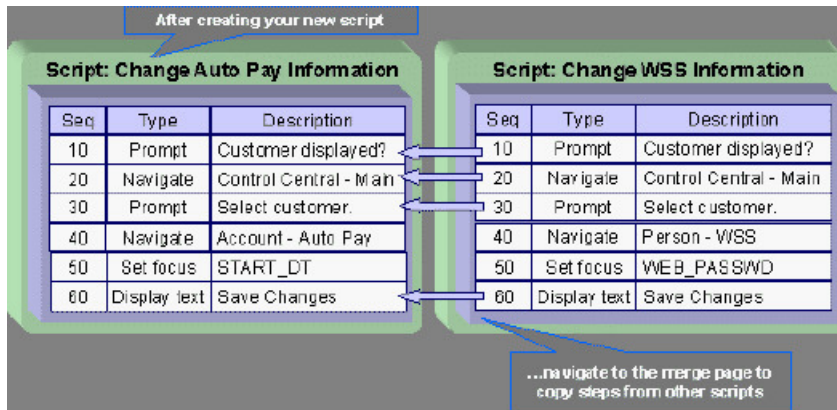 After creating your new script
Script: Change Auto Pay Information
Seq Type Description
10 Prompt Customer displayed?
20 Navigate Control Central - Main
30 Prompt Select customer.
40 Navigate Account - Auto Pay
50 Set focus START_DT
60 Display text Save Changes
Script: Change WSS Information
Seq Type Description
10 Prompt Customer displayed?
20 Navigate Control Central - Main
30 Prompt Select customer.
40 Navigate Person - WSS
50 Set focus WEB_PASSWD
60 Display text Save Changes
...navigate to the merge page to
copy steps from other scripts